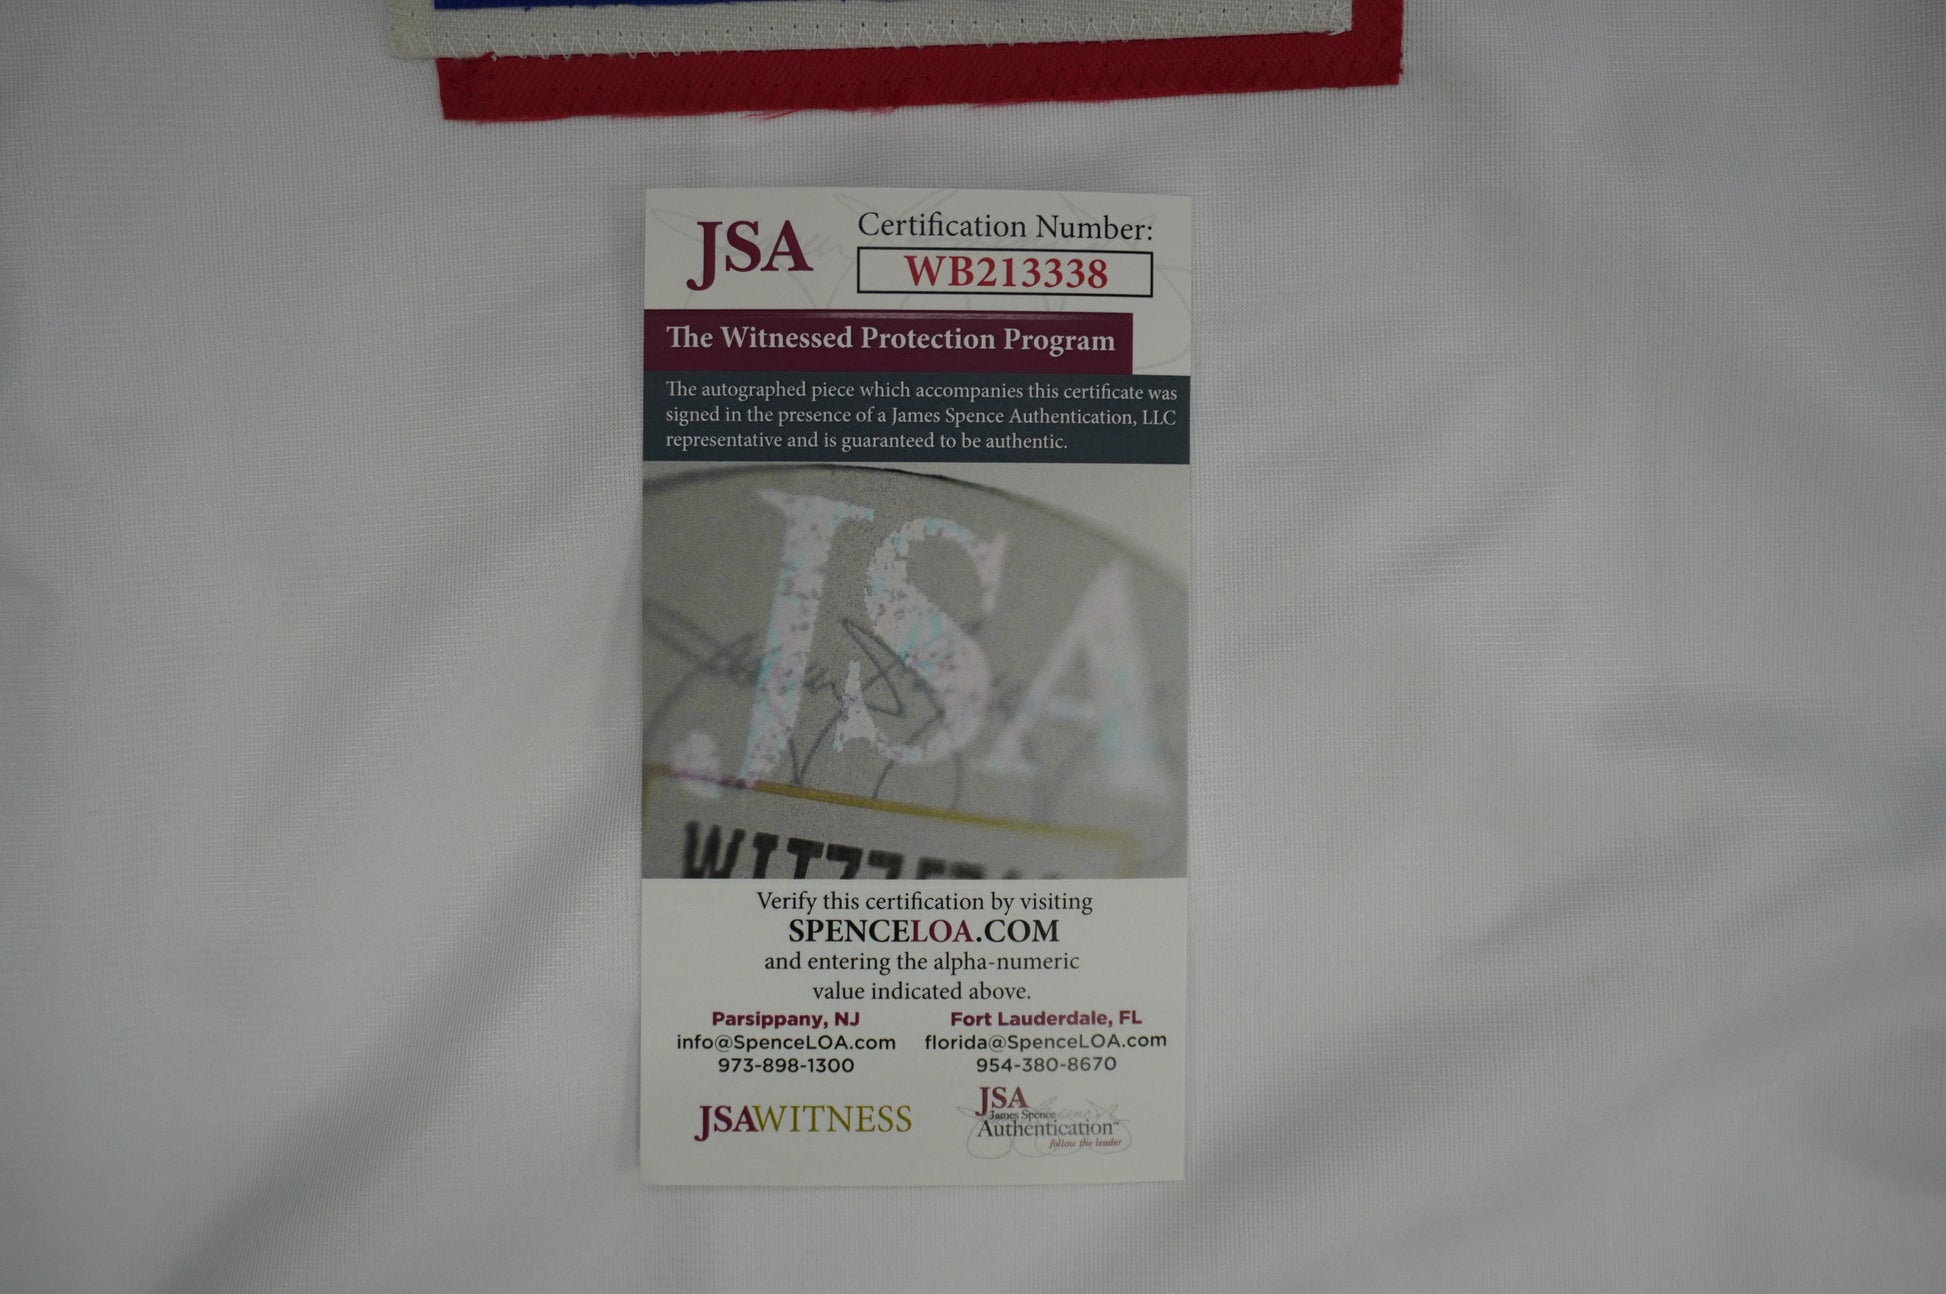 JSA
Certification Number:
WB213338
The Witnessed Protection Program
The autographed piece which accompanies this certificate was
signed in the presence of a James Spence Authentication, LLC
representative and is guaranteed to be authentic.
JSA
Verify this certification by visiting
SPENCELOA.COM
and entering the alpha-numeric
value indicated above.
Parsippany, NJ
info@SpenceLOA.com
973-898-1300
Fort Lauderdale, FL
florida@SpenceLOA.com
954-380-8670
JSAWITNESS
JSA
James Spence
Authentication™
follow the leader